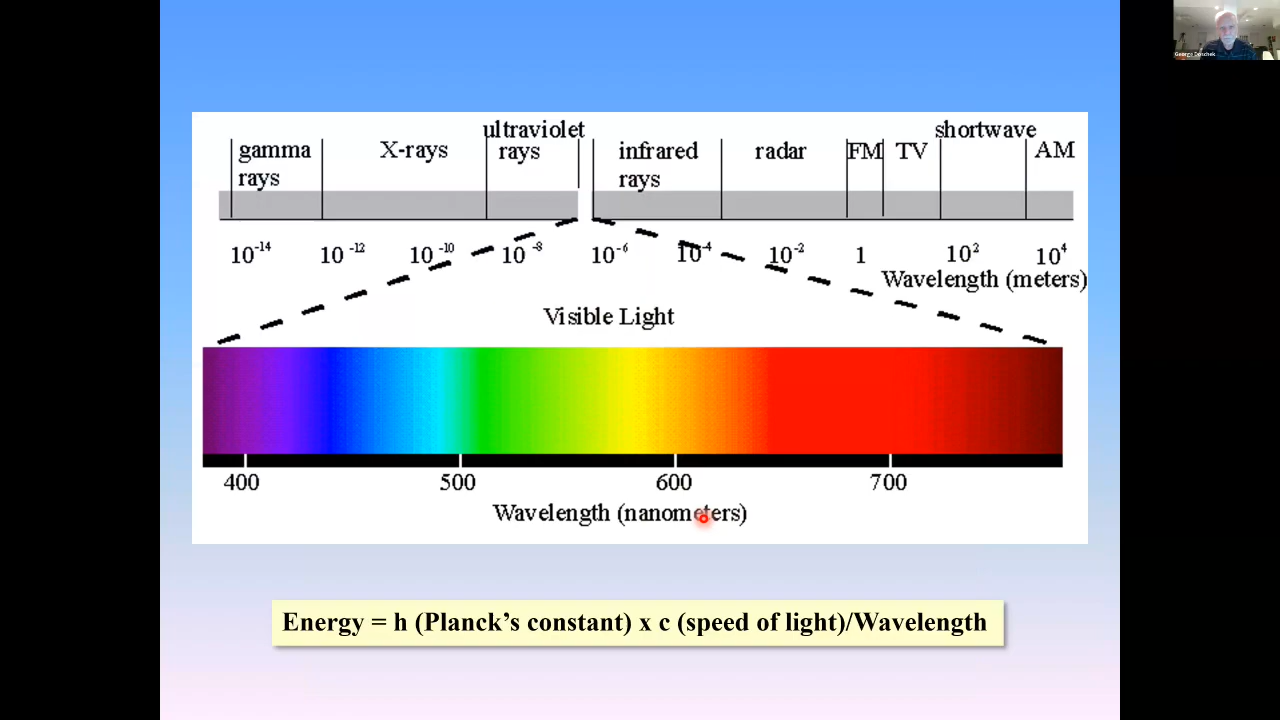 George Doschek
ultraviolet
shortwave
gamma
X-rays
rays
infrared
radar
FM
TV
AM
rays
rays
10⁻¹⁴
10⁻¹²
10⁻¹⁰
10⁻⁸
10⁻⁶
10⁻⁴
10⁻²
1
10²
10⁴
Wavelength (meters)
Visible Light
400
500
600
700
Wavelength (nanometers)
Energy = h (Planck’s constant) x c (speed of light)/Wavelength